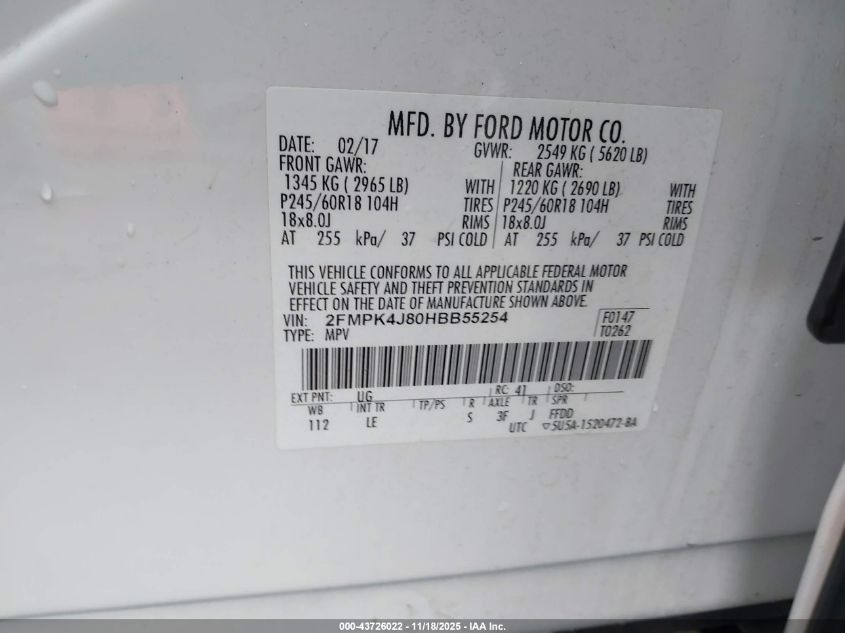 MFD. BY FORD MOTOR CO.
DATE: 02/17 GVWR: 2549 KG ( 5620 LB)
FRONT GAWR: REAR GAWR:
1345 KG ( 2965 LB) WITH 1220 KG ( 2690 LB) WITH
P245/60R18 104H TIRES P245/60R18 104H TIRES
18x8.0J RIMS 18x8.0J RIMS
AT 255 kPa/ 37 PSI COLD AT 255 kPa/ 37 PSI COLD
THIS VEHICLE CONFORMS TO ALL APPLICABLE FEDERAL MOTOR
VEHICLE SAFETY AND THEFT PREVENTION STANDARDS IN
EFFECT ON THE DATE OF MANUFACTURE SHOWN ABOVE.
VIN: 2FMPK4J80HBB55254 F0147
TYPE: MPV T0262
EXT PNT: UG RC: 41 DSO:
WB INT TR TP/PS R AXLE TR SPR
112 LE S 3F J FFDD
UTC ▽5U5A-1520472-BA
000-43726022 — 11/18/2025 — IAA Inc.